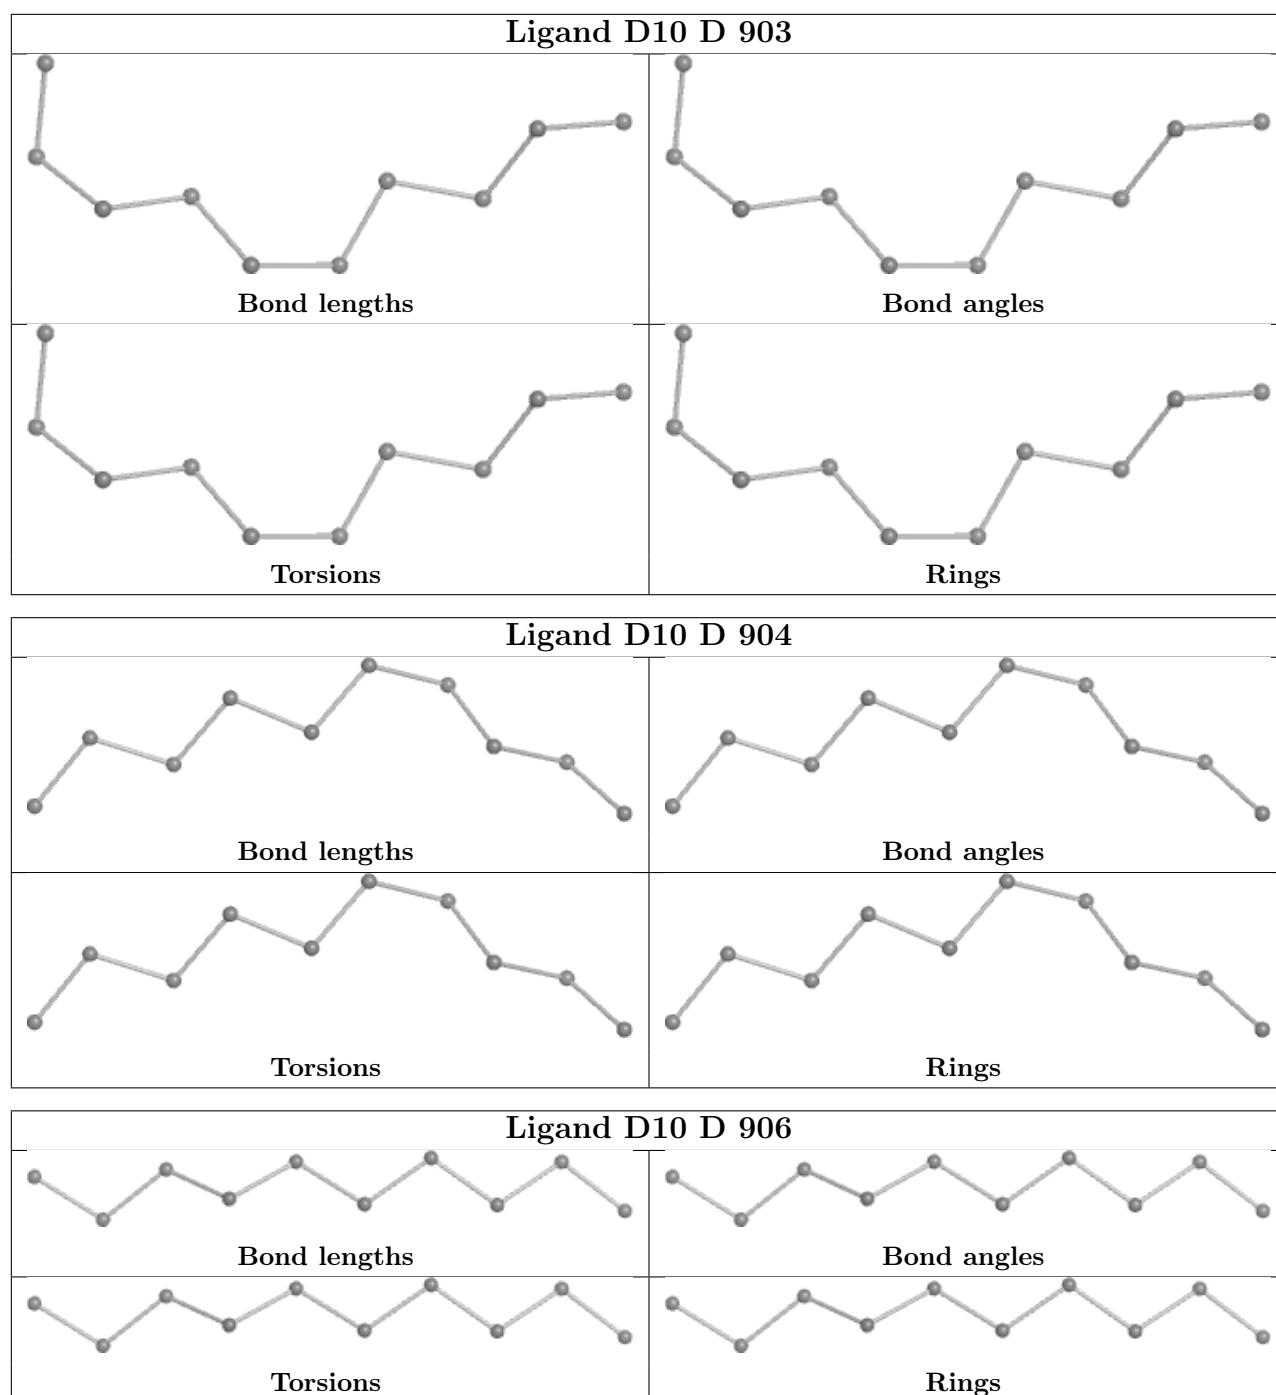 Ligand D10 D 903
Bond lengths
Bond angles
Torsions
Rings
Ligand D10 D 904
Bond lengths
Bond angles
Torsions
Rings
Ligand D10 D 906
Bond lengths
Bond angles
Torsions
Rings